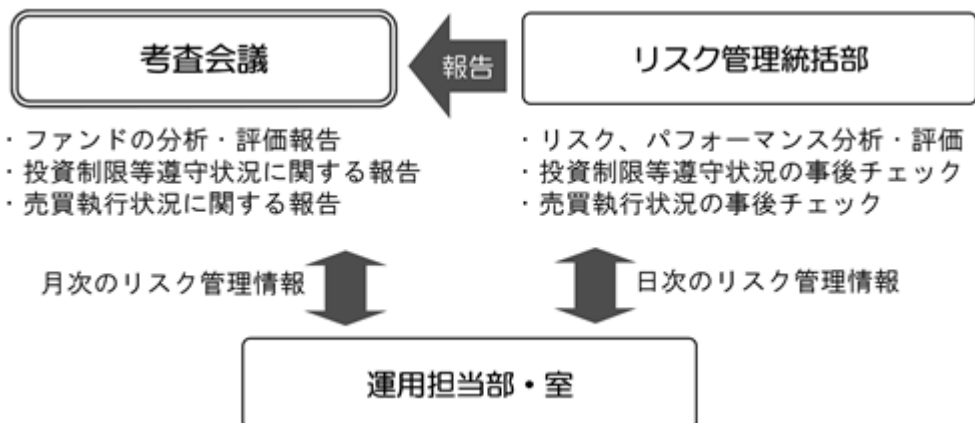 考査会議
報告
リスク管理統括部
・ファンドの分析・評価報告
・投資制限等遵守状況に関する報告
・売買執行状況に関する報告
・リスク、パフォーマンス分析・評価
・投資制限等遵守状況の事後チェック
・売買執行状況の事後チェック
月次のリスク管理情報
日次のリスク管理情報
運用担当部・室